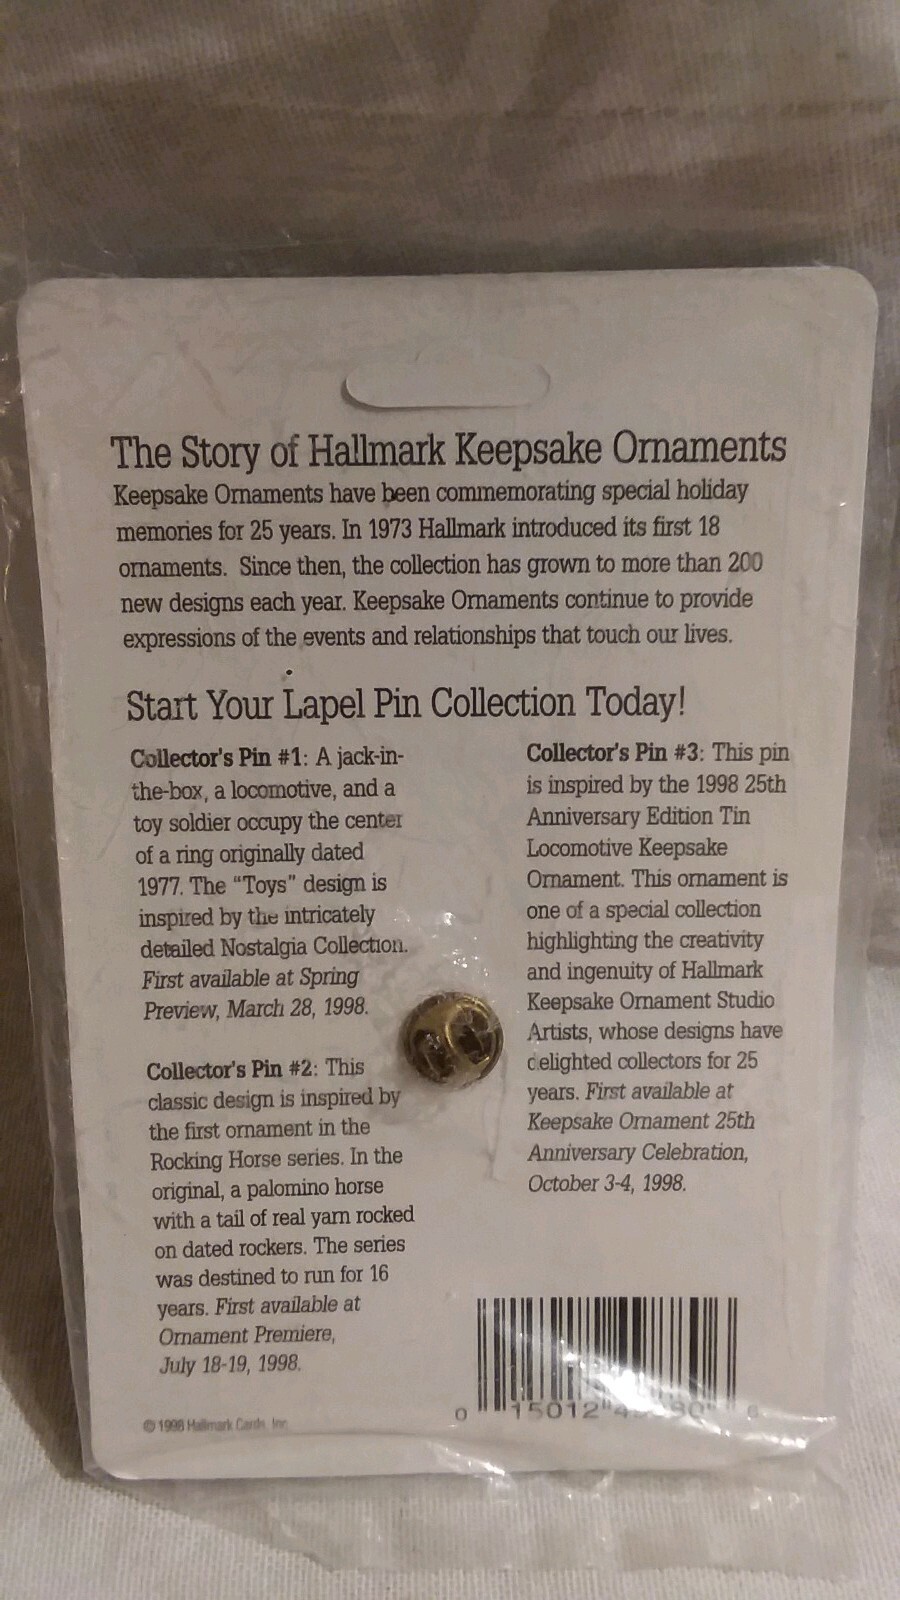 The Story of Hallmark Keepsake Ornaments
Keepsake Ornaments have been commemorating special holiday
memories for 25 years. In 1973 Hallmark introduced its first 18
ornaments. Since then, the collection has grown to more than 200
new designs each year. Keepsake Ornaments continue to provide
expressions of the events and relationships that touch our lives.
Start Your Lapel Pin Collection Today!
Collector's Pin #1: A jack-in-
the-box, a locomotive, and a
toy soldier occupy the center
of a ring originally dated
1977. The "Toys" design is
inspired by the intricately
detailed Nostalgia Collection.
First available at Spring
Preview, March 28, 1998.
Collector's Pin #2: This
classic design is inspired by
the first ornament in the
Rocking Horse series. In the
original, a palomino horse
with a tail of real yarn rocked
on dated rockers. The series
was destined to run for 16
years. First available at
Ornament Premiere,
July 18-19, 1998.
Collector's Pin #3: This pin
is inspired by the 1998 25th
Anniversary Edition Tin
Locomotive Keepsake
Ornament. This ornament is
one of a special collection
highlighting the creativity
and ingenuity of Hallmark
Keepsake Ornament Studio
Artists, whose designs have
delighted collectors for 25
years. First available at
Keepsake Ornament 25th
Anniversary Celebration,
October 3-4, 1998.
© 1998 Hallmark Cards, Inc.
0 15012